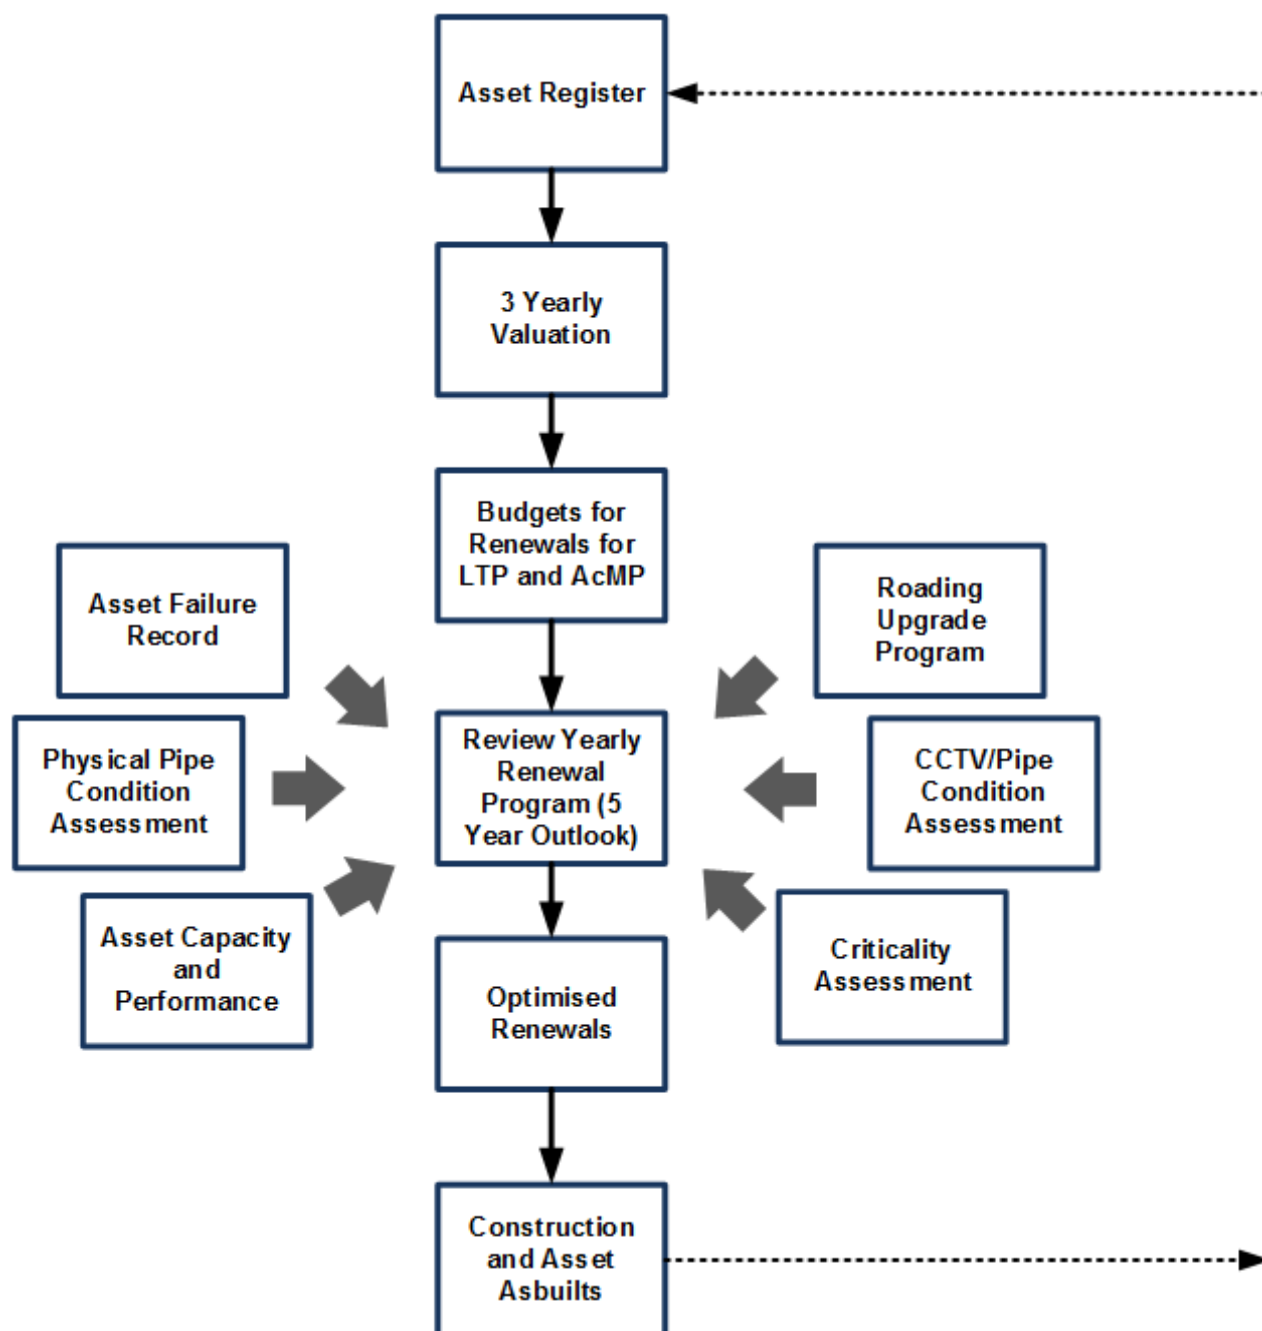 Asset Register
3 Yearly
Valuation
Budgets for
Renewals for
LTP and AcMP
Asset Failure
Record
Roading
Upgrade
Program
Physical Pipe
Condition
Assessment
Review Yearly
Renewal
Program (5
Year Outlook)
CCTV/Pipe
Condition
Assessment
Asset Capacity
and
Performance
Criticality
Assessment
Optimised
Renewals
Construction
and Asset
Asbuilts